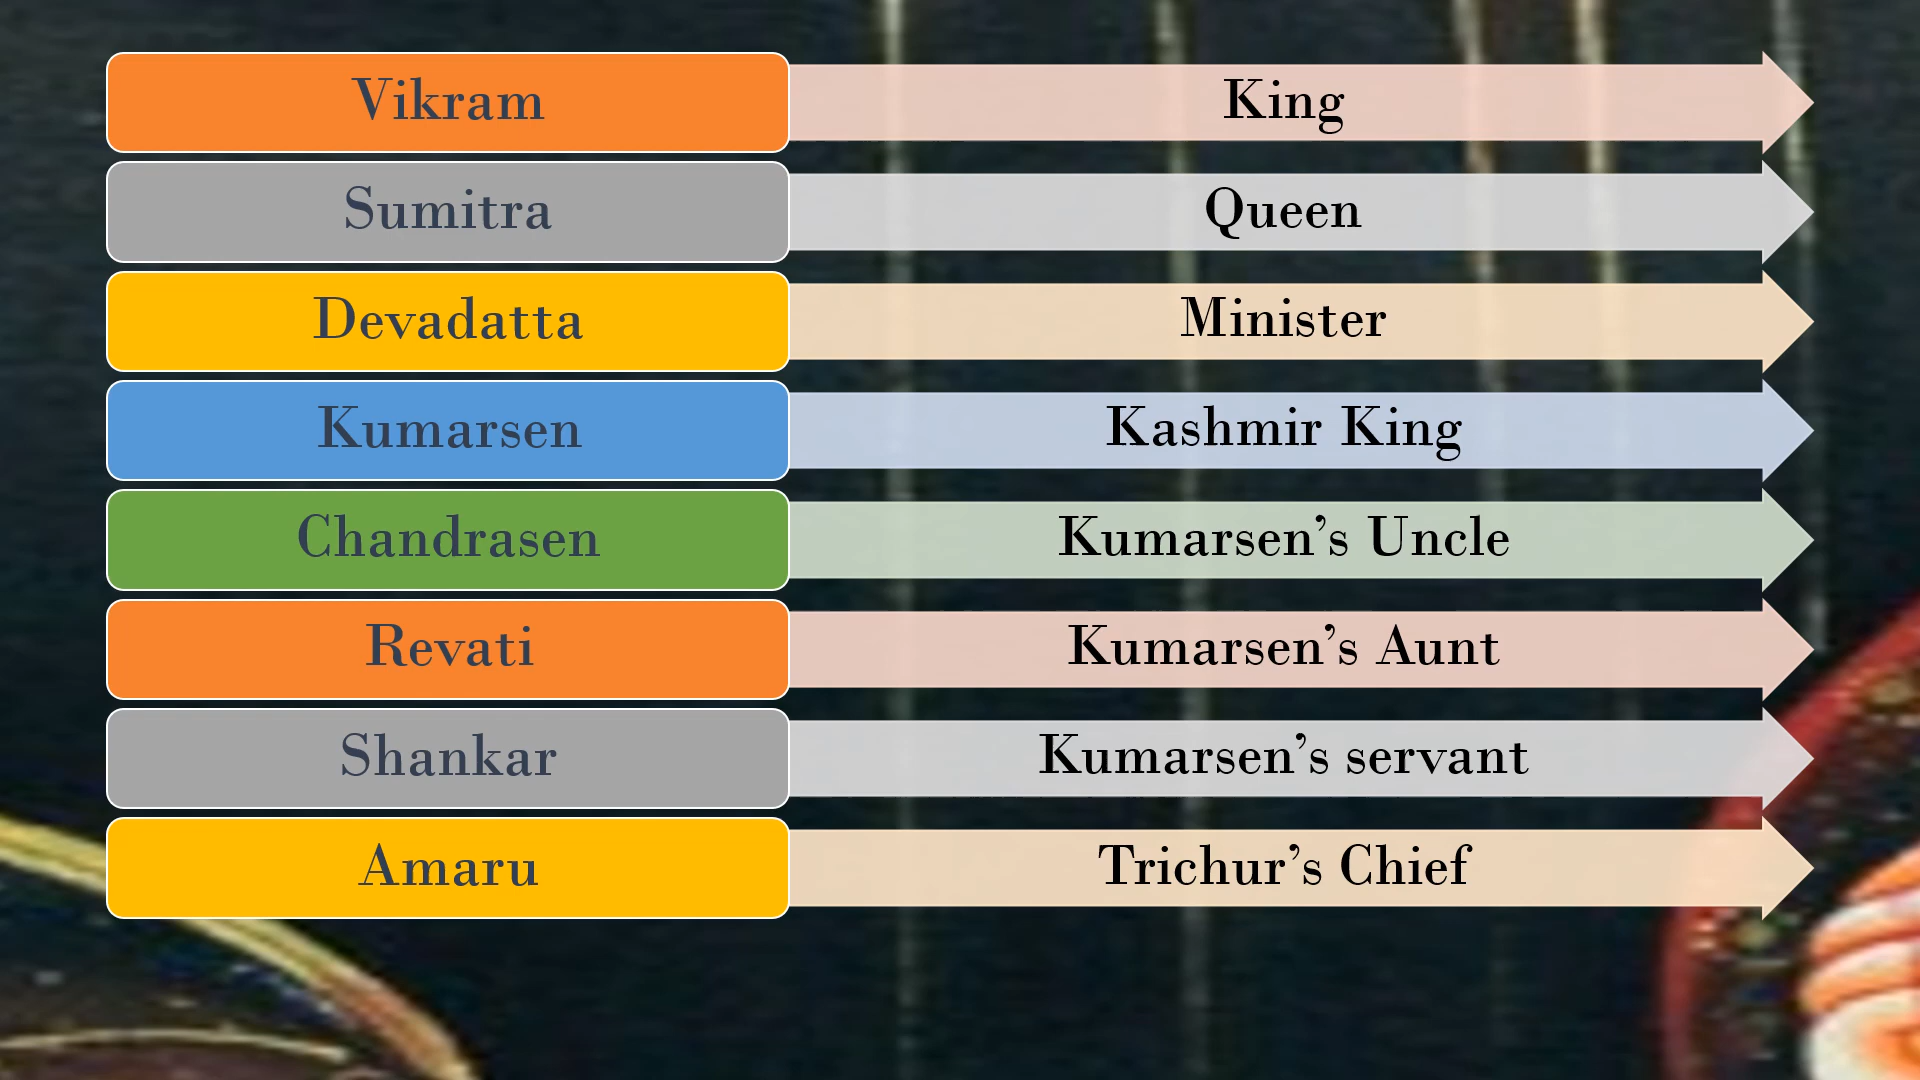 Vikram King
Sumitra Queen
Devadatta Minister
Kumarsen Kashmir King
Chandrasen Kumarsen’s Uncle
Revati Kumarsen’s Aunt
Shankar Kumarsen’s servant
Amaru Trichur’s Chief